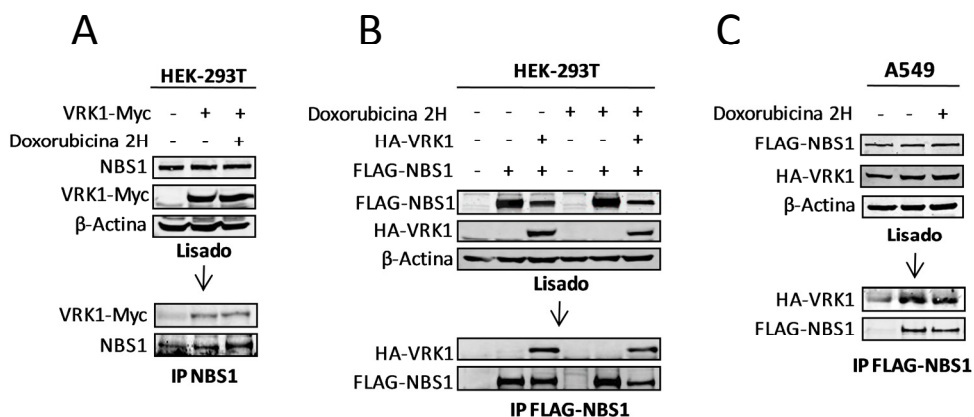 A
HEK-293T
VRK1-Myc - + +
Doxorubicina 2H - - +
NBS1
VRK1-Myc
β-Actina
Lisado
VRK1-Myc
NBS1
IP NBS1
B
HEK-293T
Doxorubicina 2H - - - + + +
HA-VRK1 - - + - - +
FLAG-NBS1 - + + - + +
FLAG-NBS1
HA-VRK1
β-Actina
Lisado
HA-VRK1
FLAG-NBS1
IP FLAG-NBS1
C
A549
Doxorubicina 2H - - +
FLAG-NBS1
HA-VRK1
β-Actina
Lisado
HA-VRK1
FLAG-NBS1
IP FLAG-NBS1